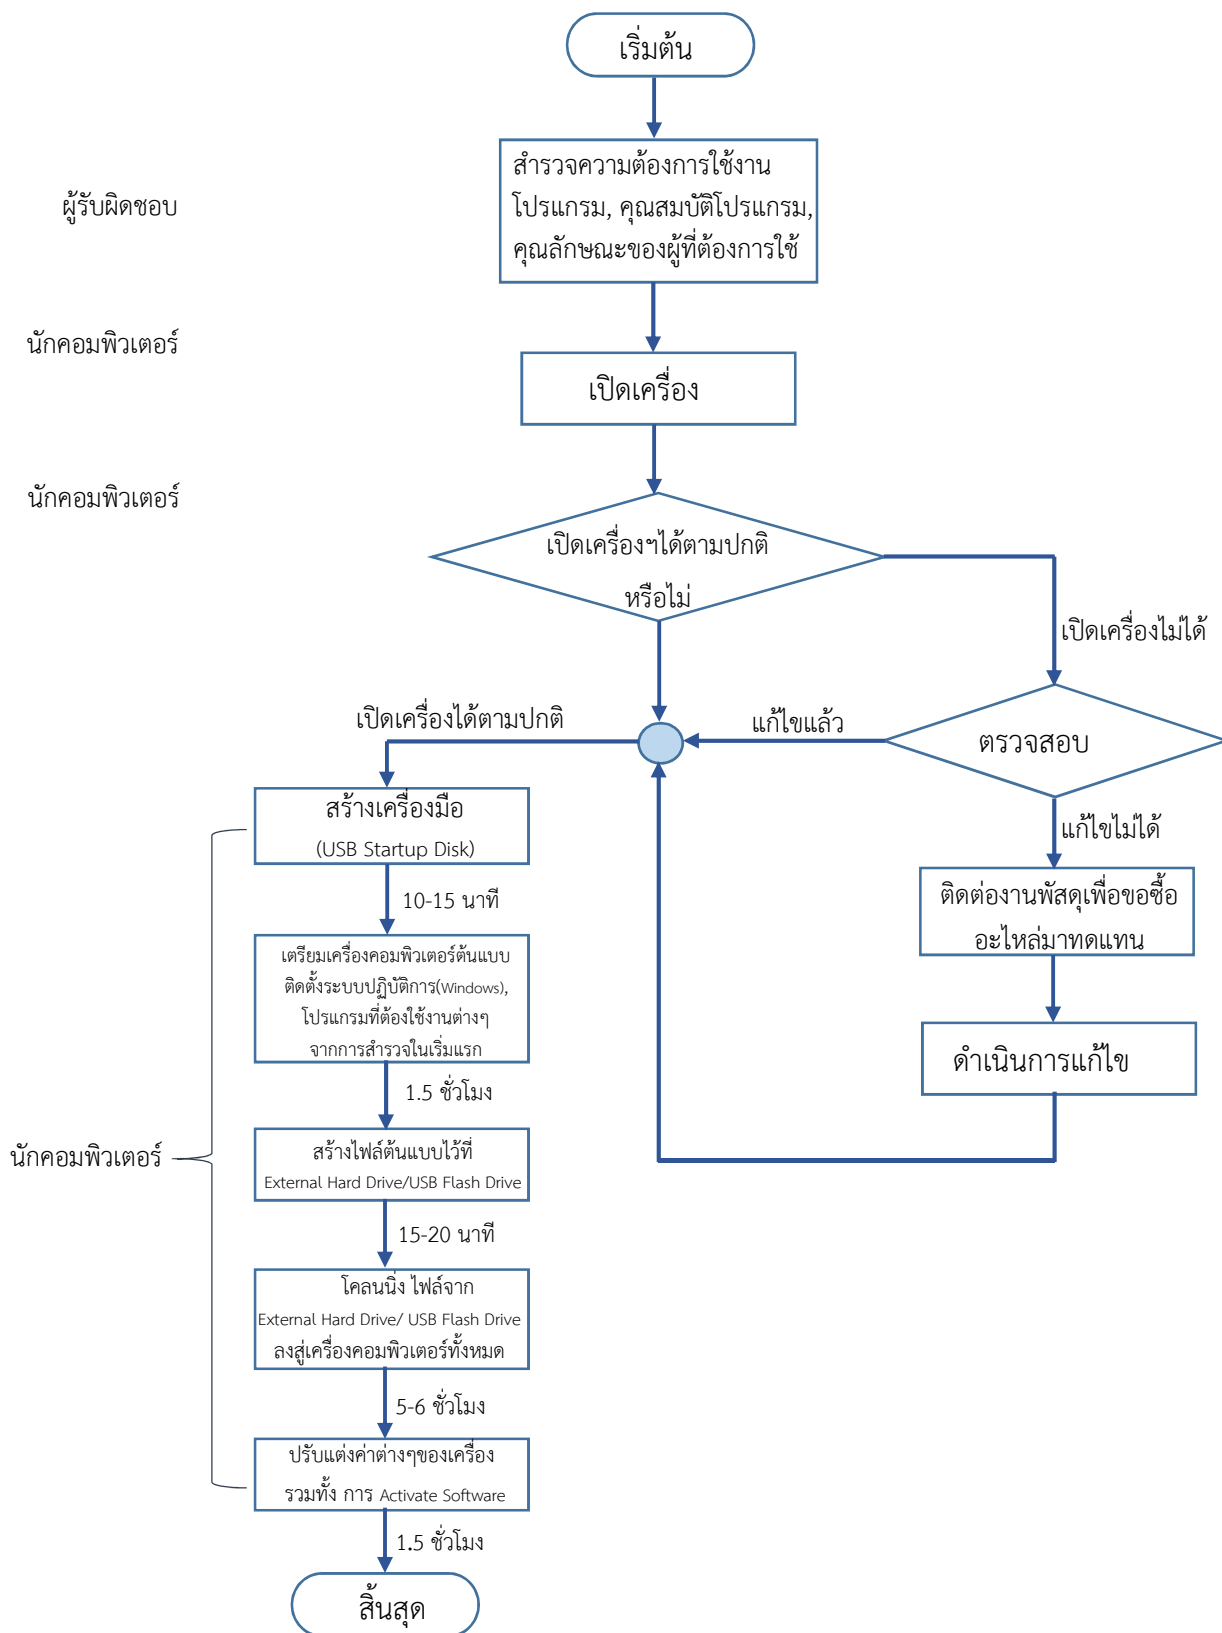 เริ่มต้น
ผู้รับผิดชอบ
สำรวจความต้องการใช้งาน
โปรแกรม, คุณสมบัติโปรแกรม,
คุณลักษณะของผู้ที่ต้องการใช้
นักคอมพิวเตอร์
เปิดเครื่อง
นักคอมพิวเตอร์
เปิดเครื่องฯได้ตามปกติ
หรือไม่
เปิดเครื่องไม่ได้
เปิดเครื่องได้ตามปกติ
แก้ไขแล้ว
ตรวจสอบ
แก้ไขไม่ได้
สร้างเครื่องมือ
(USB Startup Disk)
10-15 นาที
ติดต่องานพัสดุเพื่อขอซื้อ
อะไหล่มาทดแทน
เตรียมเครื่องคอมพิวเตอร์ต้นแบบ
ติดตั้งระบบปฏิบัติการ(Windows),
โปรแกรมที่ต้องใช้งานต่างๆ
จากการสำรวจในเริ่มแรก
ดำเนินการแก้ไข
1.5 ชั่วโมง
นักคอมพิวเตอร์
สร้างไฟล์ต้นแบบไว้ที่
External Hard Drive/USB Flash Drive
15-20 นาที
โคลนนิ่ง ไฟล์จาก
External Hard Drive/ USB Flash Drive
ลงสู่เครื่องคอมพิวเตอร์ทั้งหมด
5-6 ชั่วโมง
ปรับแต่งค่าต่างๆของเครื่อง
รวมทั้ง การ Activate Software
1.5 ชั่วโมง
สิ้นสุด